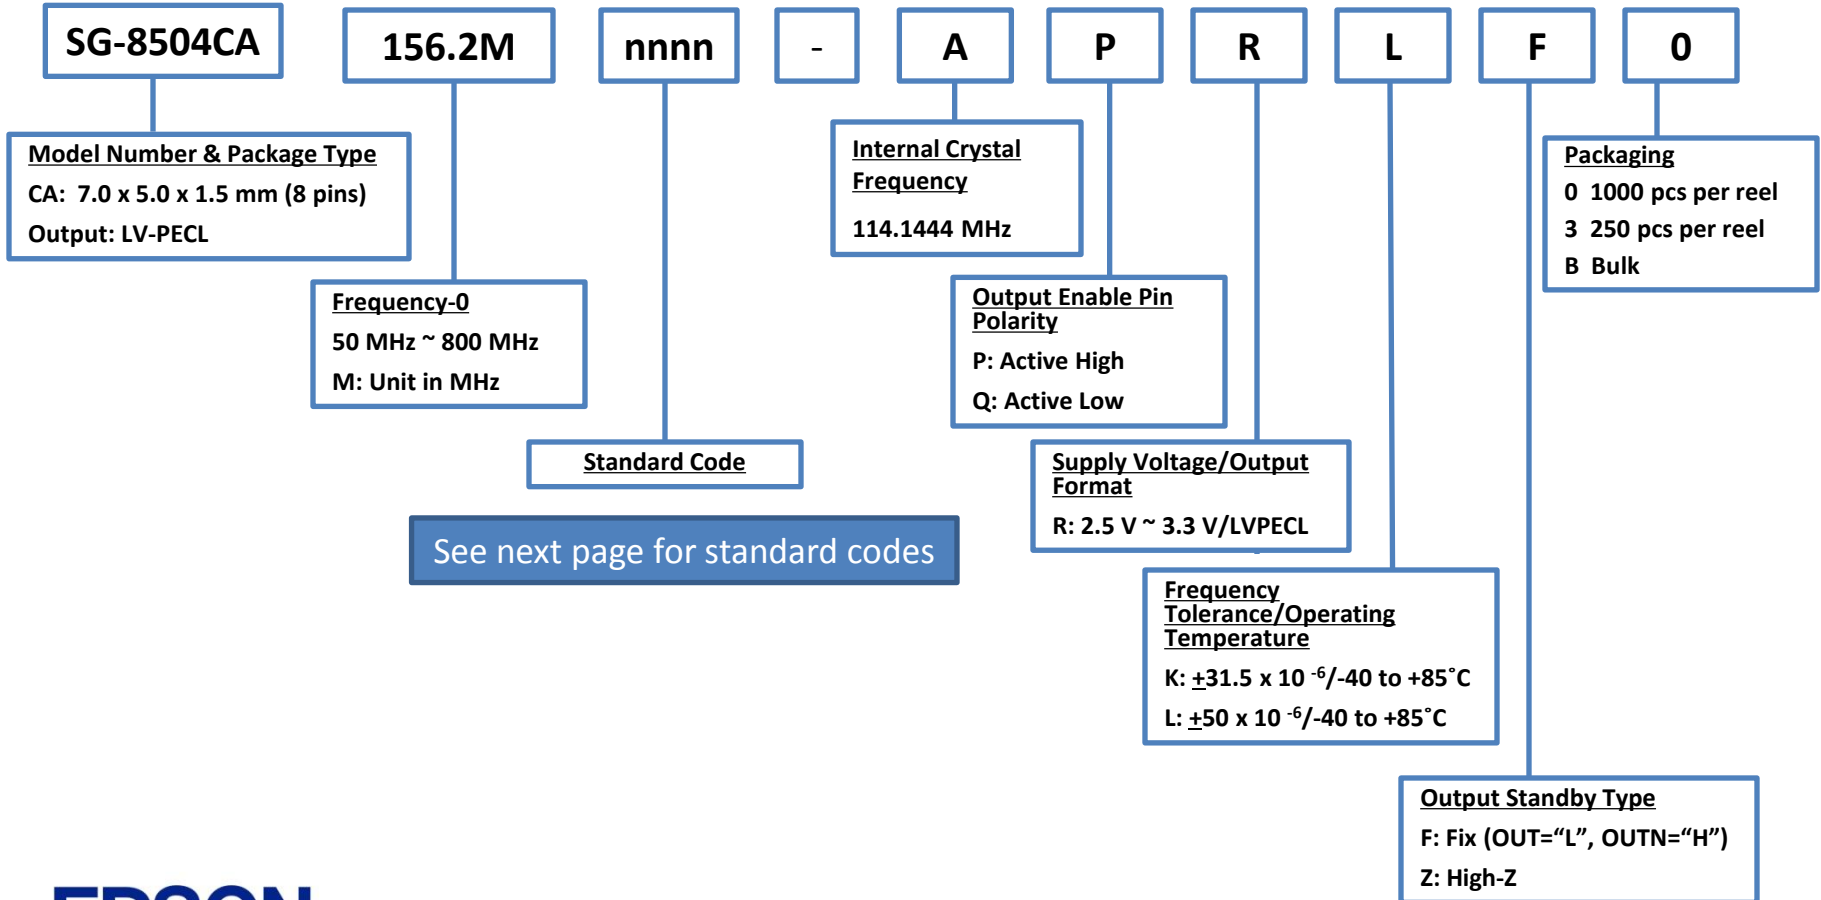 SG-8504CA 156.2M nnnn - A P R L F 0
Model Number & Package Type
CA: 7.0 x 5.0 x 1.5 mm (8 pins)
Output: LV-PECL
Frequency-0
50 MHz ~ 800 MHz
M: Unit in MHz
Standard Code
See next page for standard codes
Internal Crystal
Frequency
114.1444 MHz
Output Enable Pin
Polarity
P: Active High
Q: Active Low
Supply Voltage/Output
Format
R: 2.5 V ~ 3.3 V/LVPECL
Frequency
Tolerance/Operating
Temperature
K: ±31.5 x 10 ⁻⁶/-40 to +85˚C
L: ±50 x 10 ⁻⁶/-40 to +85˚C
Output Standby Type
F: Fix (OUT=“L”, OUTN=“H”)
Z: High-Z
Packaging
0 1000 pcs per reel
3 250 pcs per reel
B Bulk
EPSON